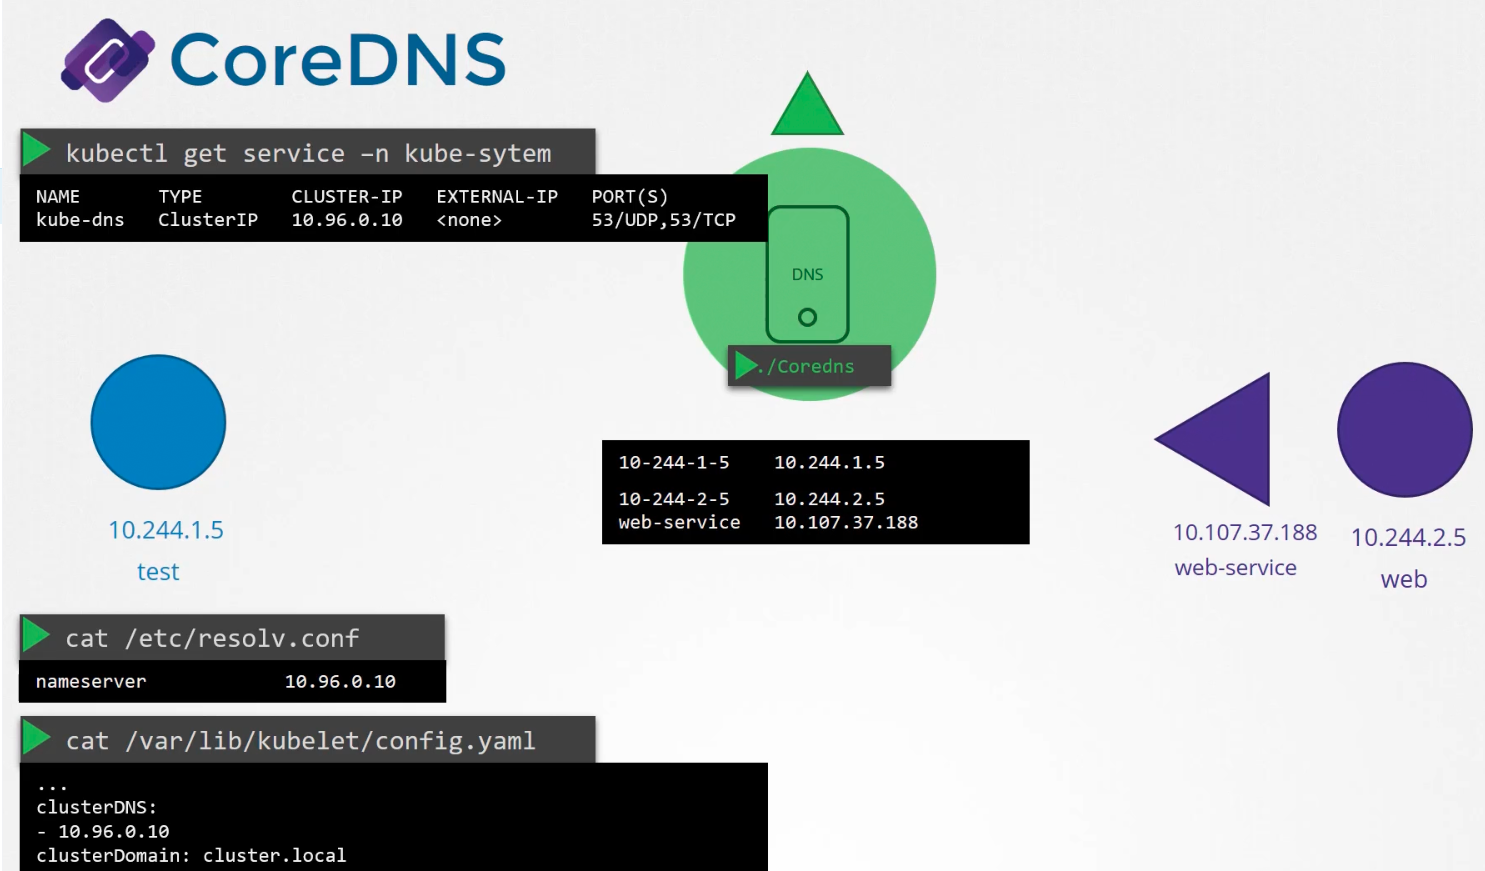 CoreDNS
kubectl get service –n kube-sytem
NAME TYPE CLUSTER-IP EXTERNAL-IP PORT(S)
kube-dns ClusterIP 10.96.0.10 <none> 53/UDP,53/TCP
DNS
./Coredns
10-244-1-5 10.244.1.5
10-244-2-5 10.244.2.5
web-service 10.107.37.188
10.244.1.5
test
10.107.37.188
web-service
10.244.2.5
web
cat /etc/resolv.conf
nameserver 10.96.0.10
cat /var/lib/kubelet/config.yaml
...
clusterDNS:
- 10.96.0.10
clusterDomain: cluster.local